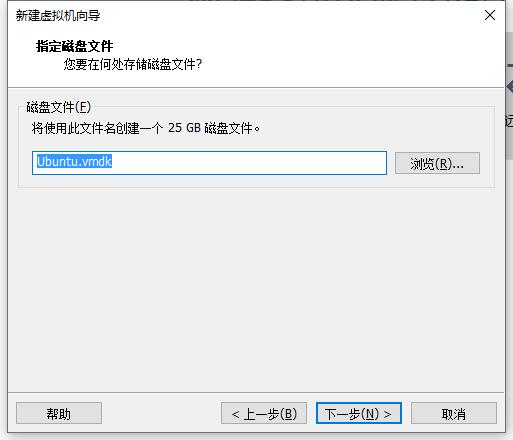 新建虚拟机向导
指定磁盘文件
您要在何处存储磁盘文件?
磁盘文件(F)
将使用此文件名创建一个 25 GB 磁盘文件。
Ubuntu.vmdk
浏览(R)...
帮助
< 上一步(B)
下一步(N) >
取消